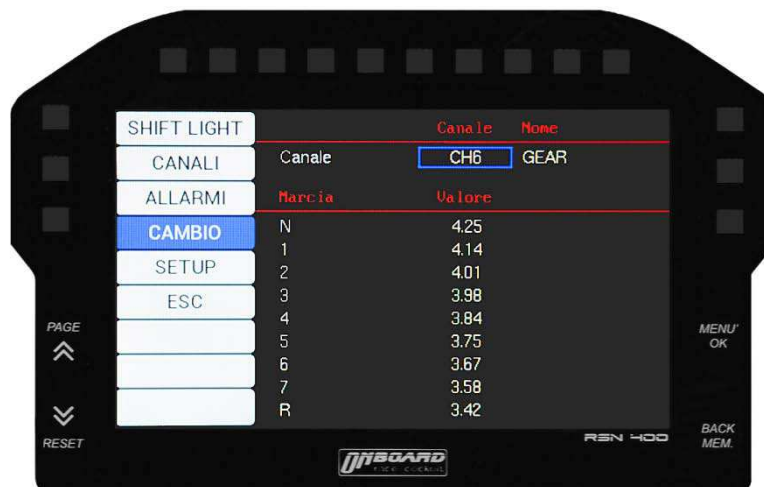 SHIFT LIGHT
CANALI
ALLARMI
CAMBIO
SETUP
ESC
Canale Nome
Canale CH6 GEAR
Marcia Valore
N 4.25
1 4.14
2 4.01
3 3.98
4 3.84
5 3.75
6 3.67
7 3.58
R 3.42
PAGE
RESET
MENU'
OK
BACK
MEM.
RSN 400
ONBOARD
race cockpit